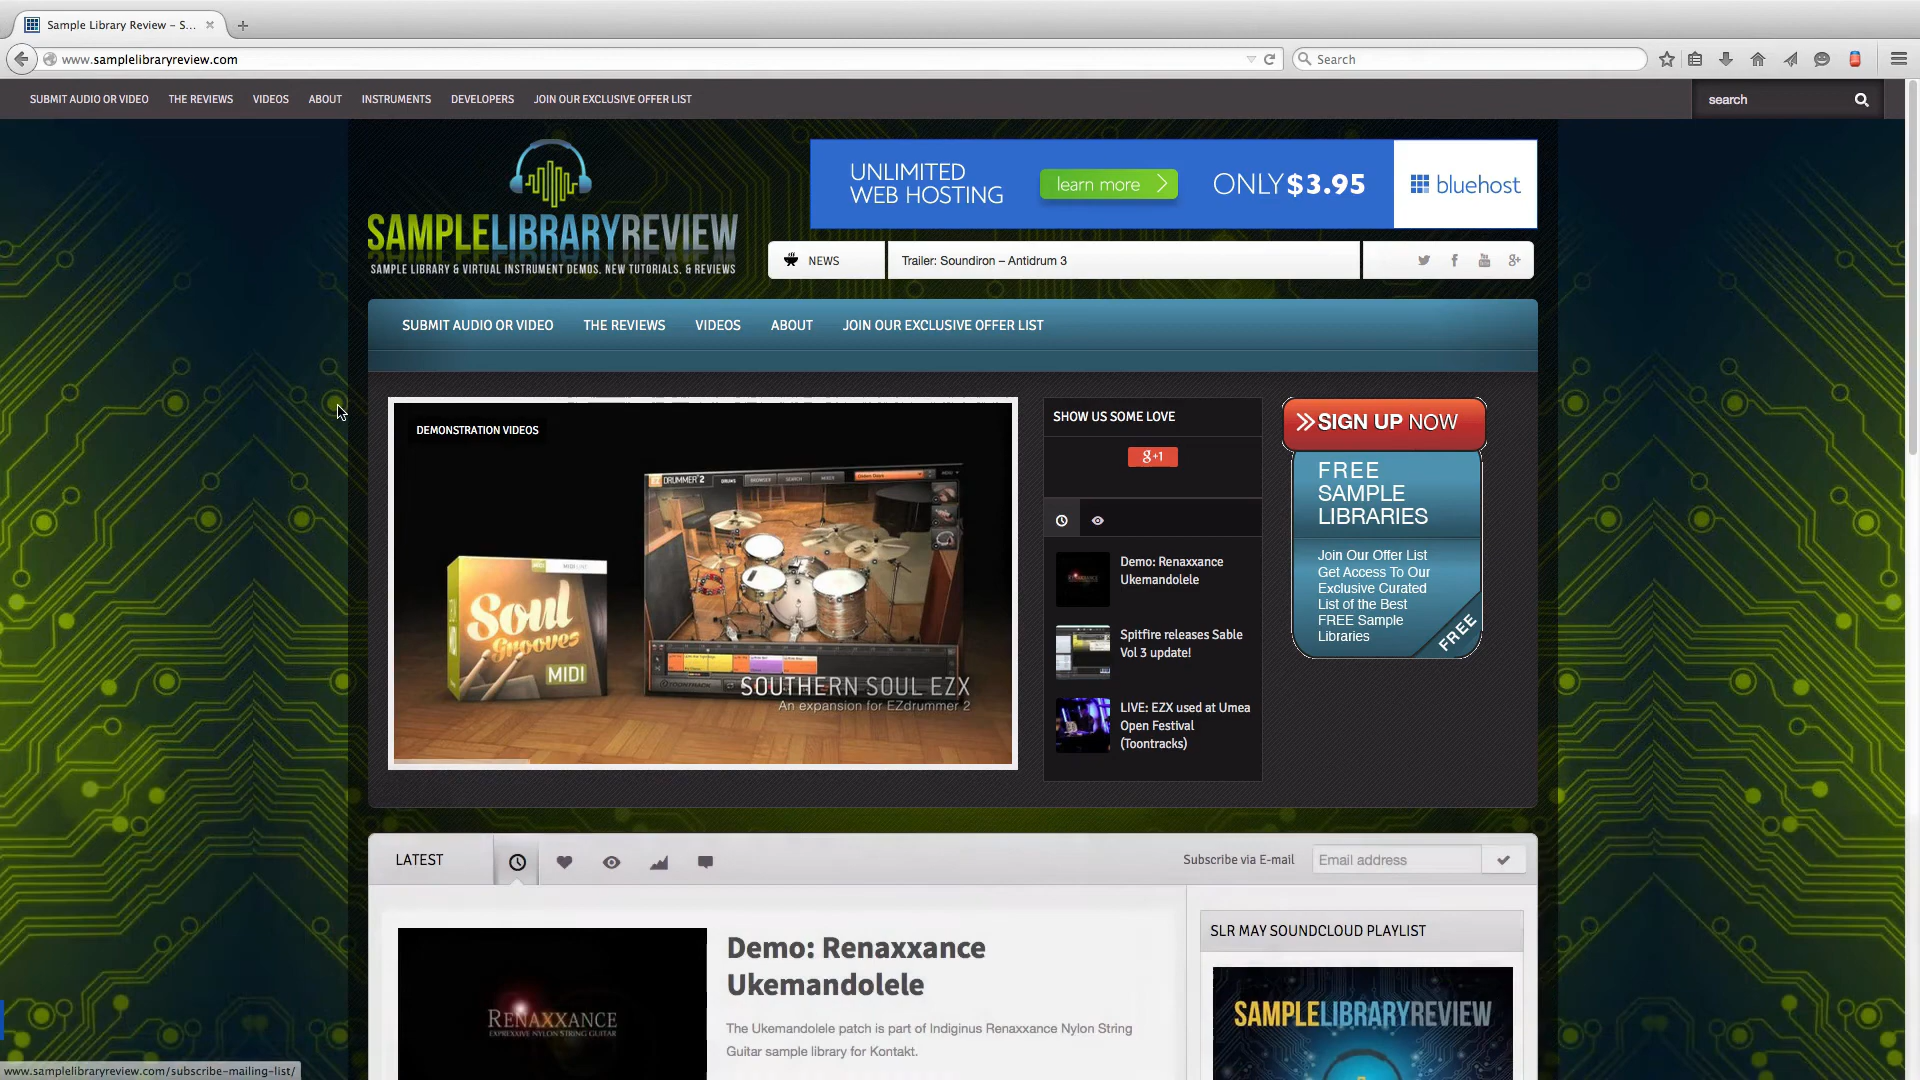 Sample Library Review – S...
www.samplelibraryreview.com
Search
SUBMIT AUDIO OR VIDEO THE REVIEWS VIDEOS ABOUT INSTRUMENTS DEVELOPERS JOIN OUR EXCLUSIVE OFFER LIST
search
SAMPLELIBRARYREVIEW
SAMPLE LIBRARY & VIRTUAL INSTRUMENT DEMOS, NEW TUTORIALS, & REVIEWS
UNLIMITED
WEB HOSTING
learn more
ONLY $3.95
bluehost
NEWS
Trailer: Soundiron – Antidrum 3
SUBMIT AUDIO OR VIDEO THE REVIEWS VIDEOS ABOUT JOIN OUR EXCLUSIVE OFFER LIST
DEMONSTRATION VIDEOS
EZ DRUMMER 2
DRUMS BROWSER SEARCH MIXER
MENU
MIDI
Soul
Grooves
MIDI
SOUTHERN SOUL EZX
An expansion for EZdrummer 2
SHOW US SOME LOVE
g+1
Demo: Renaxxance
Ukemandolele
Spitfire releases Sable
Vol 3 update!
LIVE: EZX used at Umea
Open Festival
(Toontracks)
SIGN UP NOW
FREE
SAMPLE
LIBRARIES
Join Our Offer List
Get Access To Our
Exclusive Curated
List of the Best
FREE Sample
Libraries
FREE
LATEST
Subscribe via E-mail
Email address
RENAXXANCE
EXPREXXIVE NYLON STRING GUITAR
Demo: Renaxxance
Ukemandolele
The Ukemandolele patch is part of Indiginus Renaxxance Nylon String
Guitar sample library for Kontakt.
SLR MAY SOUNDCLOUD PLAYLIST
SAMPLELIBRARYREVIEW
www.samplelibraryreview.com/subscribe-mailing-list/